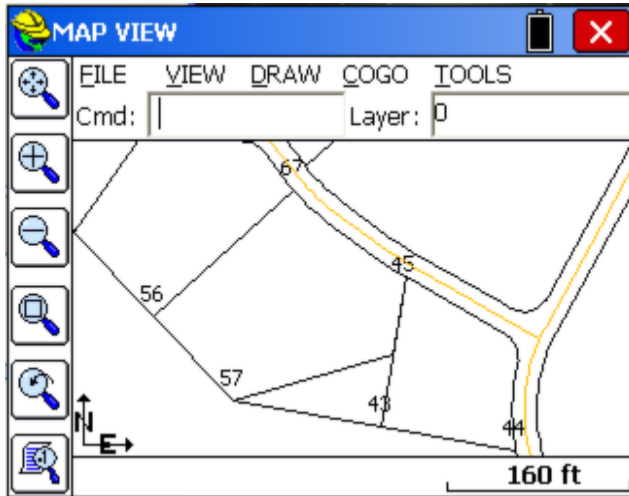 MAP VIEW
FILE VIEW DRAW COGO TOOLS
Cmd: Layer: 0
67
45
56
57
43
44
N
E
160 ft